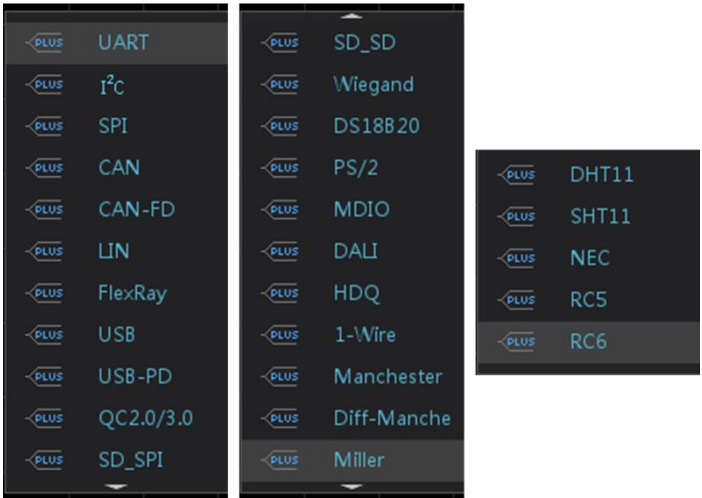 PLUS UART
PLUS I²C
PLUS SPI
PLUS CAN
PLUS CAN-FD
PLUS LIN
PLUS FlexRay
PLUS USB
PLUS USB-PD
PLUS QC2.0/3.0
PLUS SD_SPI
PLUS SD_SD
PLUS Wiegand
PLUS DS18B20
PLUS PS/2
PLUS MDIO
PLUS DALI
PLUS HDQ
PLUS 1-Wire
PLUS Manchester
PLUS Diff-Manche
PLUS Miller
PLUS DHT11
PLUS SHT11
PLUS NEC
PLUS RC5
PLUS RC6